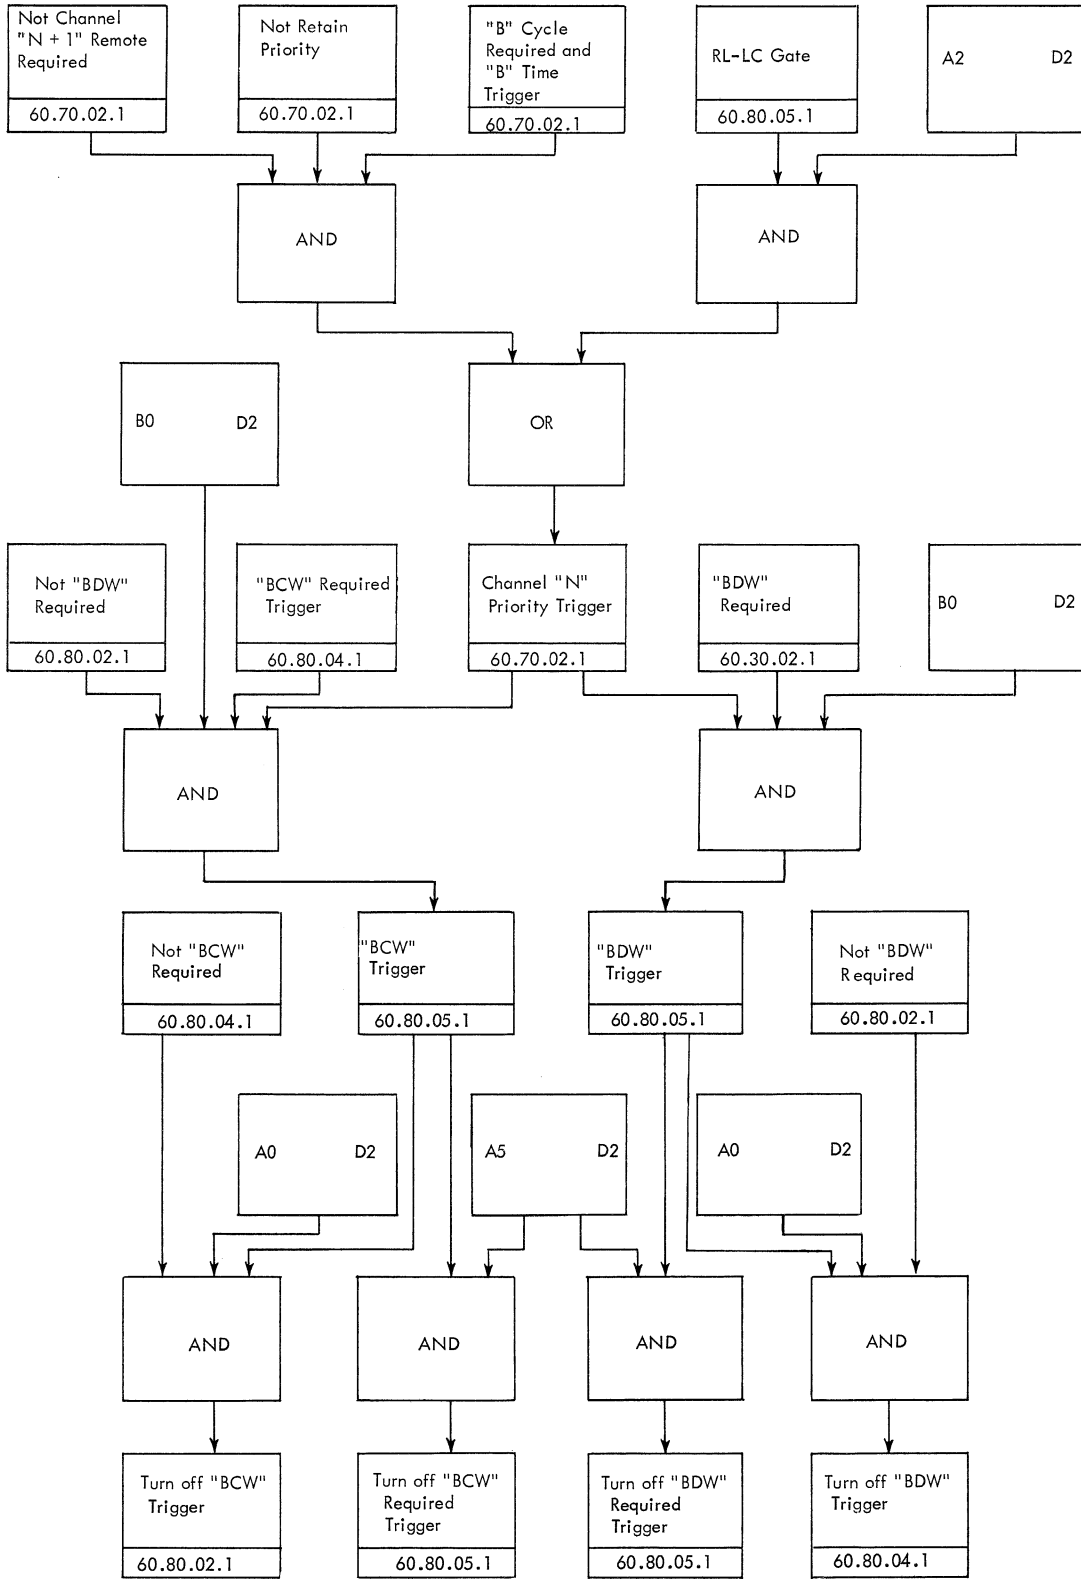 Not Channel
"N + 1" Remote
Required
60.70.02.1
Not Retain
Priority
60.70.02.1
"B" Cycle
Required and
"B" Time
Trigger
60.70.02.1
RL-LC Gate
60.80.05.1
A2 D2
AND
AND
B0 D2
OR
Not "BDW"
Required
60.80.02.1
"BCW" Required
Trigger
60.80.04.1
Channel "N"
Priority Trigger
60.70.02.1
"BDW"
Required
60.30.02.1
B0 D2
AND
AND
Not "BCW"
Required
60.80.04.1
"BCW"
Trigger
60.80.05.1
"BDW"
Trigger
60.80.05.1
Not "BDW"
Required
60.80.02.1
A0 D2
A5 D2
A0 D2
AND
AND
AND
AND
Turn off "BCW"
Trigger
60.80.02.1
Turn off "BCW"
Required
Trigger
60.80.05.1
Turn off "BDW"
Required
Trigger
60.80.05.1
Turn off "BDW"
Trigger
60.80.04.1